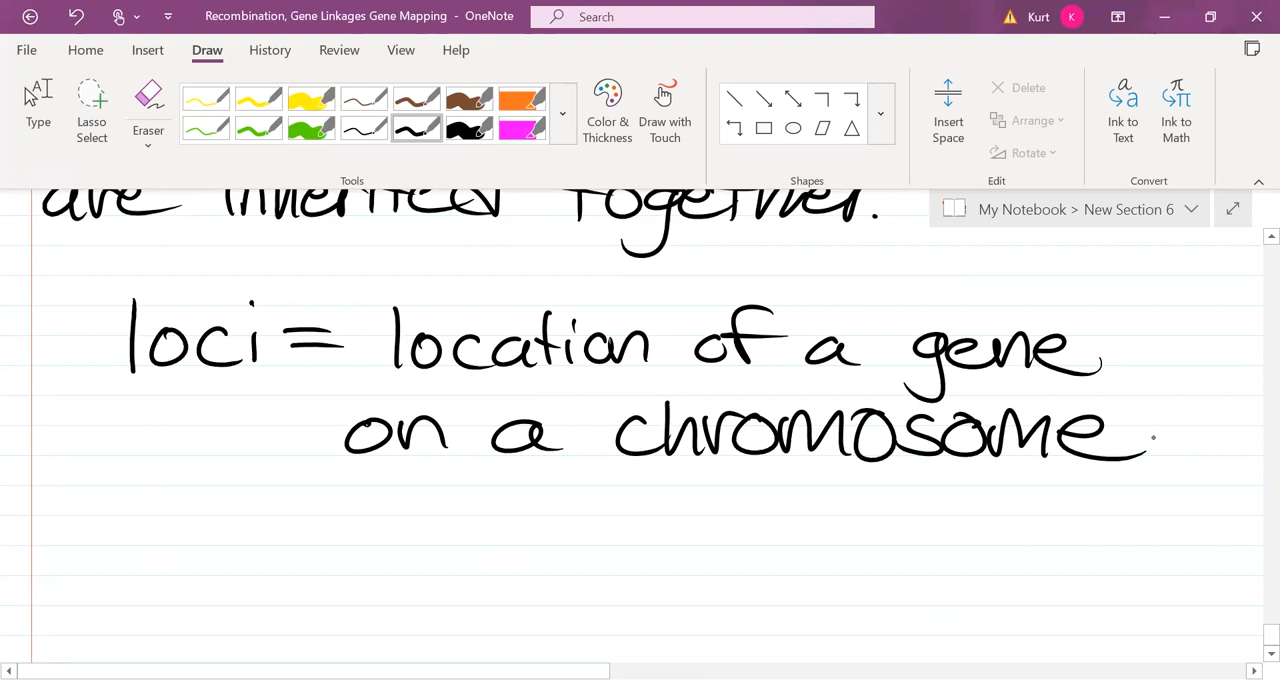 Recombination, Gene Linkages Gene Mapping - OneNote
Search
Kurt
K
File Home Insert Draw History Review View Help
Type
Lasso Select
Eraser
Color & Thickness
Draw with Touch
Insert Space
Delete
Arrange
Rotate
Ink to Text
Ink to Math
Tools
Shapes
Edit
Convert
My Notebook > New Section 6
are inherited together.
loci = location of a gene
on a chromosome